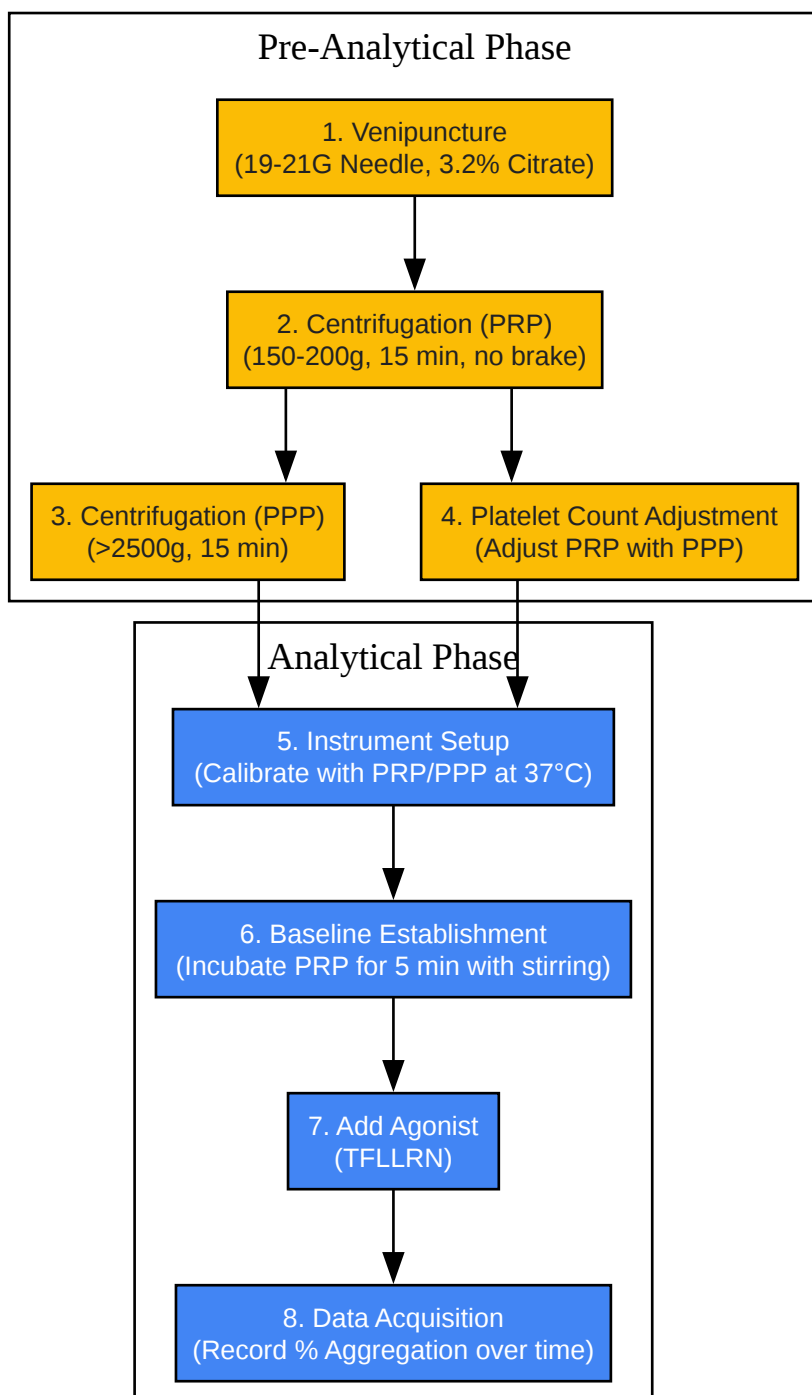 Pre-Analytical Phase
1. Venipuncture
(19-21G Needle, 3.2% Citrate)
2. Centrifugation (PRP)
(150-200g, 15 min, no brake)
3. Centrifugation (PPP)
(>2500g, 15 min)
4. Platelet Count Adjustment
(Adjust PRP with PPP)
Analytical Phase
5. Instrument Setup
(Calibrate with PRP/PPP at 37°C)
6. Baseline Establishment
(Incubate PRP for 5 min with stirring)
7. Add Agonist
(TFLLRN)
8. Data Acquisition
(Record % Aggregation over time)